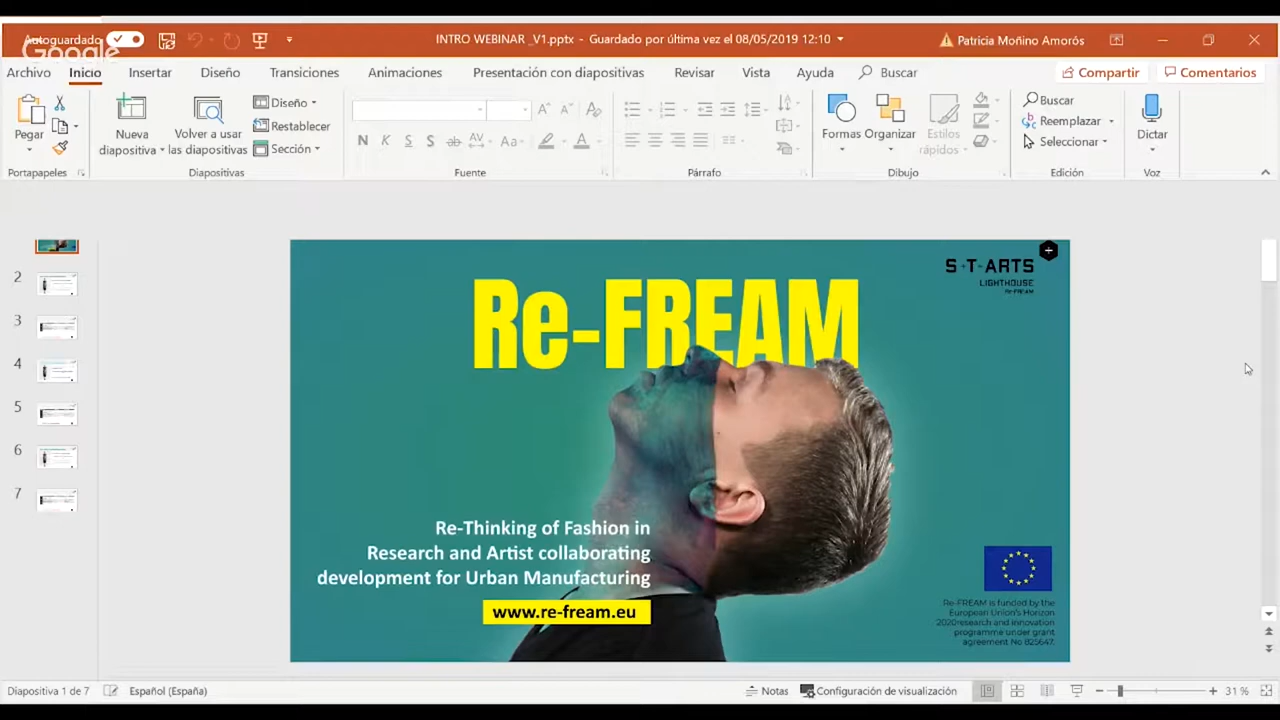 Autoguardado
Google
INTRO WEBINAR _V1.pptx - Guardado por última vez el 08/05/2019 12:10
Patricia Moñino Amorós
Archivo Inicio Insertar Diseño Transiciones Animaciones Presentación con diapositivas Revisar Vista Ayuda Buscar Compartir Comentarios
Pegar
Nueva diapositiva
Volver a usar las diapositivas
Diseño
Restablecer
Sección
N K S S ab AV Aa A
Formas
Organizar
Estilos rápidos
Buscar
Reemplazar
Seleccionar
Dictar
Portapapeles Diapositivas Fuente Párrafo Dibujo Edición Voz
2
3
4
5
6
7
S+T+ARTS
LIGHTHOUSE
RE-FREAM
Re-FREAM
Re-Thinking of Fashion in
Research and Artist collaborating
development for Urban Manufacturing
www.re-fream.eu
Re-FREAM is funded by the
European Union's Horizon
2020research and innovation
programme under grant
agreement No 825647.
Diapositiva 1 de 7 Español (España) Notas Configuración de visualización 31 %